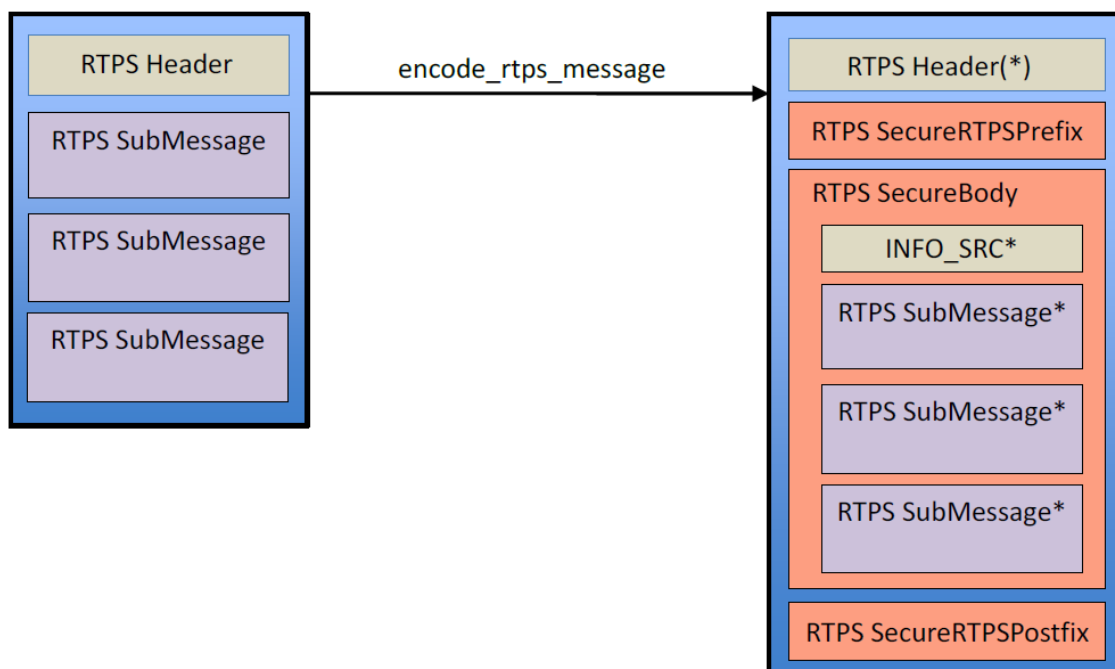 RTPS Header
RTPS SubMessage
RTPS SubMessage
RTPS SubMessage
encode_rtps_message
RTPS Header(*)
RTPS SecureRTPSPrefix
RTPS SecureBody
INFO_SRC*
RTPS SubMessage*
RTPS SubMessage*
RTPS SubMessage*
RTPS SecureRTPSPostfix